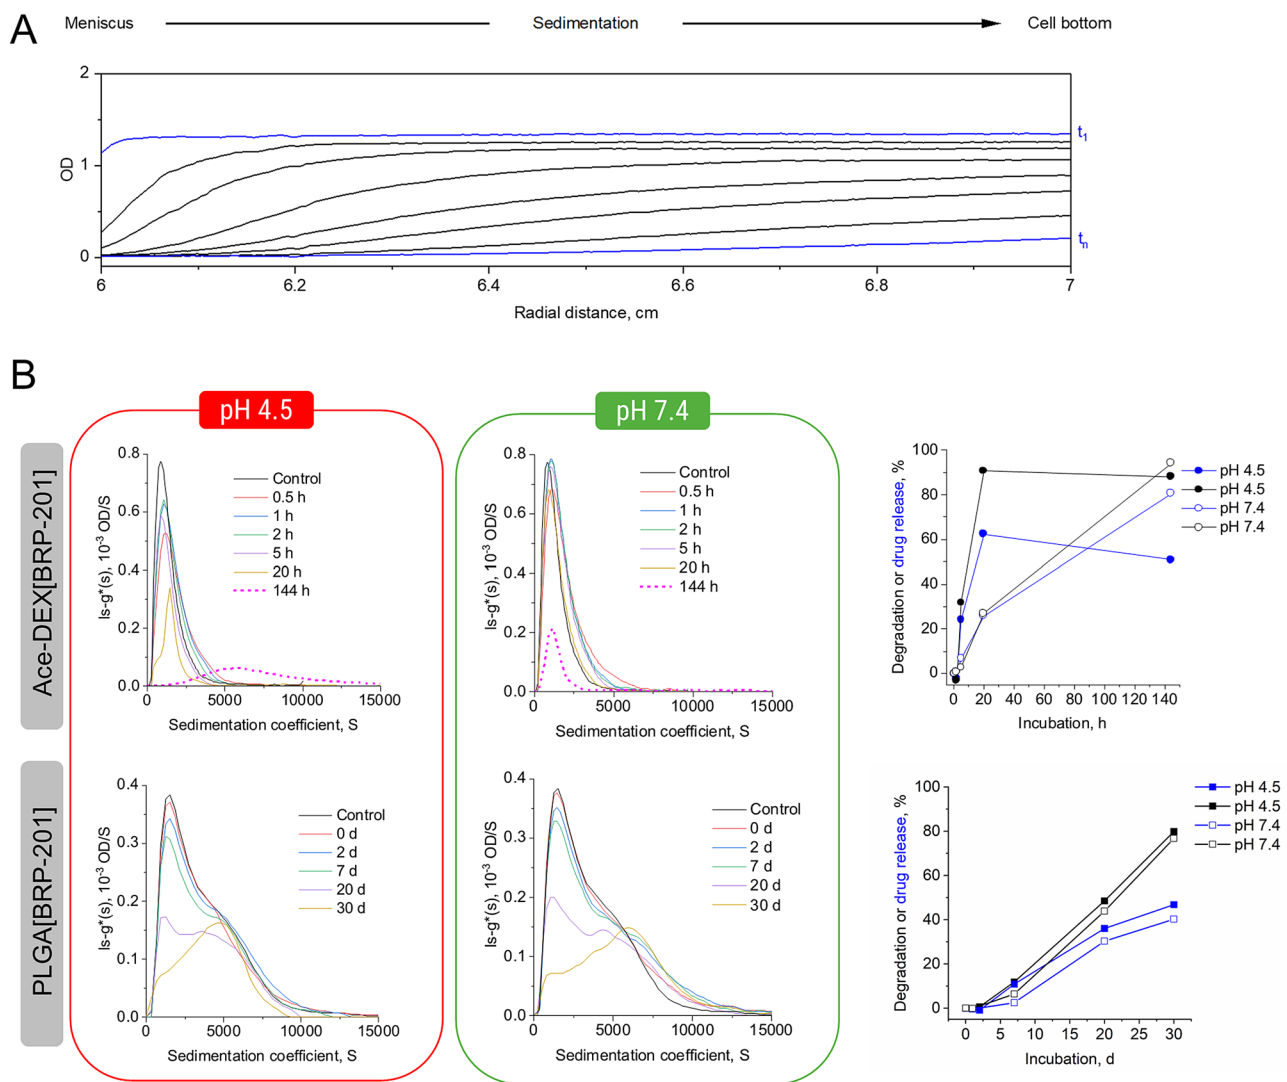 A
Meniscus
Sedimentation
Cell bottom
2
1
0
OD
t1
tn
6
6.2
6.4
6.6
6.8
7
Radial distance, cm
B
pH 4.5
pH 7.4
Ace-DEX[BRP-201]
0.8
0.6
0.4
0.2
0.0
ls-g*(s), 10-3 OD/S
Control
0.5 h
1 h
2 h
5 h
20 h
144 h
0
5000
10000
15000
Sedimentation coefficient, S
0.8
0.6
0.4
0.2
0.0
ls-g*(s), 10-3 OD/S
Control
0.5 h
1 h
2 h
5 h
20 h
144 h
0
5000
10000
15000
Sedimentation coefficient, S
100
80
60
40
20
0
Degradation or drug release, %
pH 4.5
pH 4.5
pH 7.4
pH 7.4
0
20
40
60
80
100
120
140
Incubation, h
PLGA[BRP-201]
0.4
0.3
0.2
0.1
0.0
ls-g*(s), 10-3 OD/S
Control
0 d
2 d
7 d
20 d
30 d
0
5000
10000
15000
Sedimentation coefficient, S
0.4
0.3
0.2
0.1
0.0
ls-g*(s), 10-3 OD/S
Control
0 d
2 d
7 d
20 d
30 d
0
5000
10000
15000
Sedimentation coefficient, S
100
80
60
40
20
0
Degradation or drug release, %
pH 4.5
pH 4.5
pH 7.4
pH 7.4
0
5
10
15
20
25
30
Incubation, d